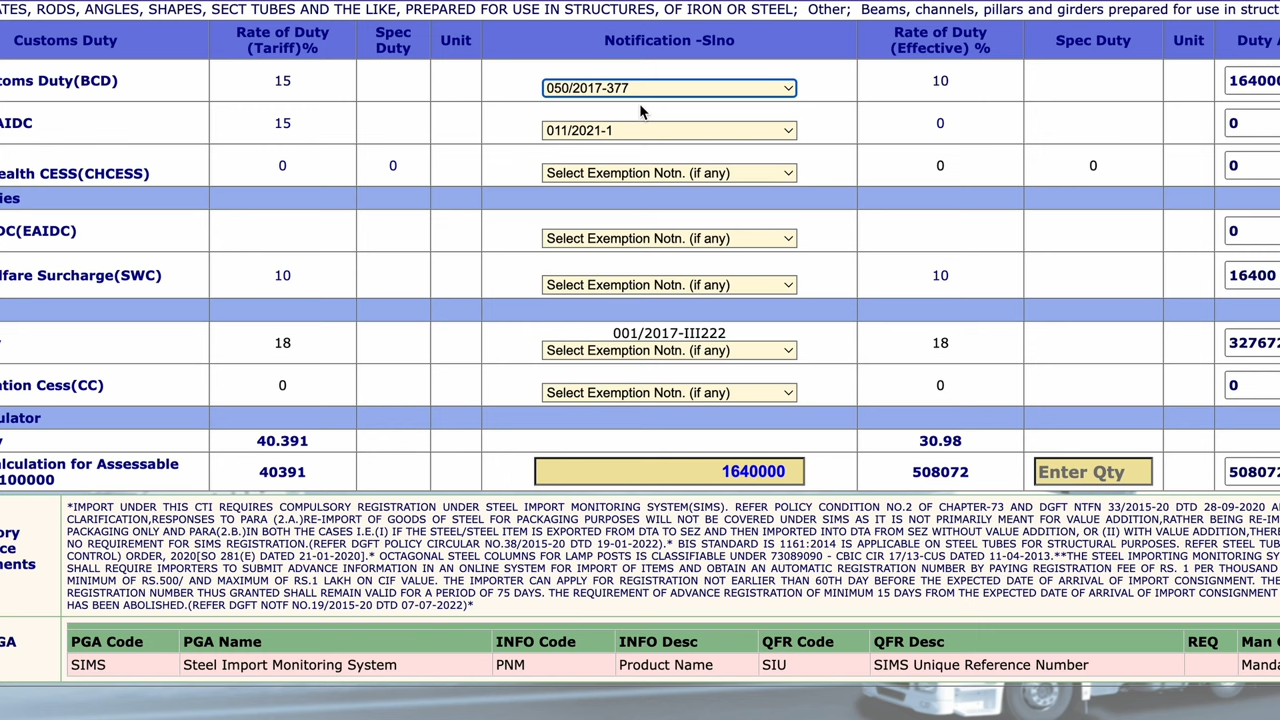 ATES, RODS, ANGLES, SHAPES, SECT TUBES AND THE LIKE, PREPARED FOR USE IN STRUCTURES, OF IRON OR STEEL; Other; Beams, channels, pillars and girders prepared for use in struct
Customs Duty Rate of Duty (Tariff)% Spec Duty Unit Notification -Slno Rate of Duty (Effective) % Spec Duty Unit Duty A
toms Duty(BCD) 15 050/2017-377 10 164000
AIDC 15 011/2021-1 0 0
ealth CESS(CHCESS) 0 0 Select Exemption Notn. (if any) 0 0 0
ies
DC(EAIDC) Select Exemption Notn. (if any) 0
lfare Surcharge(SWC) 10 Select Exemption Notn. (if any) 10 16400
001/2017-III222
18 Select Exemption Notn. (if any) 18 327672
ation Cess(CC) 0 Select Exemption Notn. (if any) 0 0
ulator
y 40.391 30.98
alculation for Assessable
100000 40391 1640000 508072 Enter Qty 508072
*IMPORT UNDER THIS CTI REQUIRES COMPULSORY REGISTRATION UNDER STEEL IMPORT MONITORING SYSTEM(SIMS). REFER POLICY CONDITION NO.2 OF CHAPTER-73 AND DGFT NTFN 33/2015-20 DTD 28-09-2020 A
CLARIFICATION,RESPONSES TO PARA (2.A.)RE-IMPORT OF GOODS OF STEEL FOR PACKAGING PURPOSES WILL NOT BE COVERED UNDER SIMS AS IT IS NOT PRIMARILY MEANT FOR VALUE ADDITION,RATHER BEING RE-IM
PACKAGING ONLY AND PARA(2.B.)IN BOTH THE CASES I.E.(I) IF THE STEEL/STEEL ITEM IS EXPORTED FROM DTA TO SEZ AND THEN IMPORTED INTO DTA FROM SEZ WITHOUT VALUE ADDITION, OR (II) WITH VALUE ADDITION,THERE
NO REQUIREMENT FOR SIMS REGISTRATION.(REFER DGFT POLICY CIRCULAR NO.38/2015-20 DTD 19-01-2022).* BIS STANDARD IS 1161:2014 IS APPLICABLE ON STEEL TUBES FOR STRUCTURAL PURPOSES. REFER STEEL TUB
CONTROL) ORDER, 2020[SO 281(E) DATED 21-01-2020].* OCTAGONAL STEEL COLUMNS FOR LAMP POSTS IS CLASSIFIABLE UNDER 73089090 - CBIC CIR 17/13-CUS DATED 11-04-2013.**THE STEEL IMPORTING MONITORING SY
SHALL REQUIRE IMPORTERS TO SUBMIT ADVANCE INFORMATION IN AN ONLINE SYSTEM FOR IMPORT OF ITEMS AND OBTAIN AN AUTOMATIC REGISTRATION NUMBER BY PAYING REGISTRATION FEE OF RS. 1 PER THOUSAND
MINIMUM OF RS.500/ AND MAXIMUM OF RS.1 LAKH ON CIF VALUE. THE IMPORTER CAN APPLY FOR REGISTRATION NOT EARLIER THAN 60TH DAY BEFORE THE EXPECTED DATE OF ARRIVAL OF IMPORT CONSIGNMENT. THE
REGISTRATION NUMBER THUS GRANTED SHALL REMAIN VALID FOR A PERIOD OF 75 DAYS. THE REQUIREMENT OF ADVANCE REGISTRATION OF MINIMUM 15 DAYS FROM THE EXPECTED DATE OF ARRIVAL OF IMPORT CONSIGNMENT
HAS BEEN ABOLISHED.(REFER DGFT NOTF NO.19/2015-20 DTD 07-07-2022)*
ory
ce
ments
GA PGA Code PGA Name INFO Code INFO Desc QFR Code QFR Desc REQ Man C
SIMS Steel Import Monitoring System PNM Product Name SIU SIMS Unique Reference Number Manda